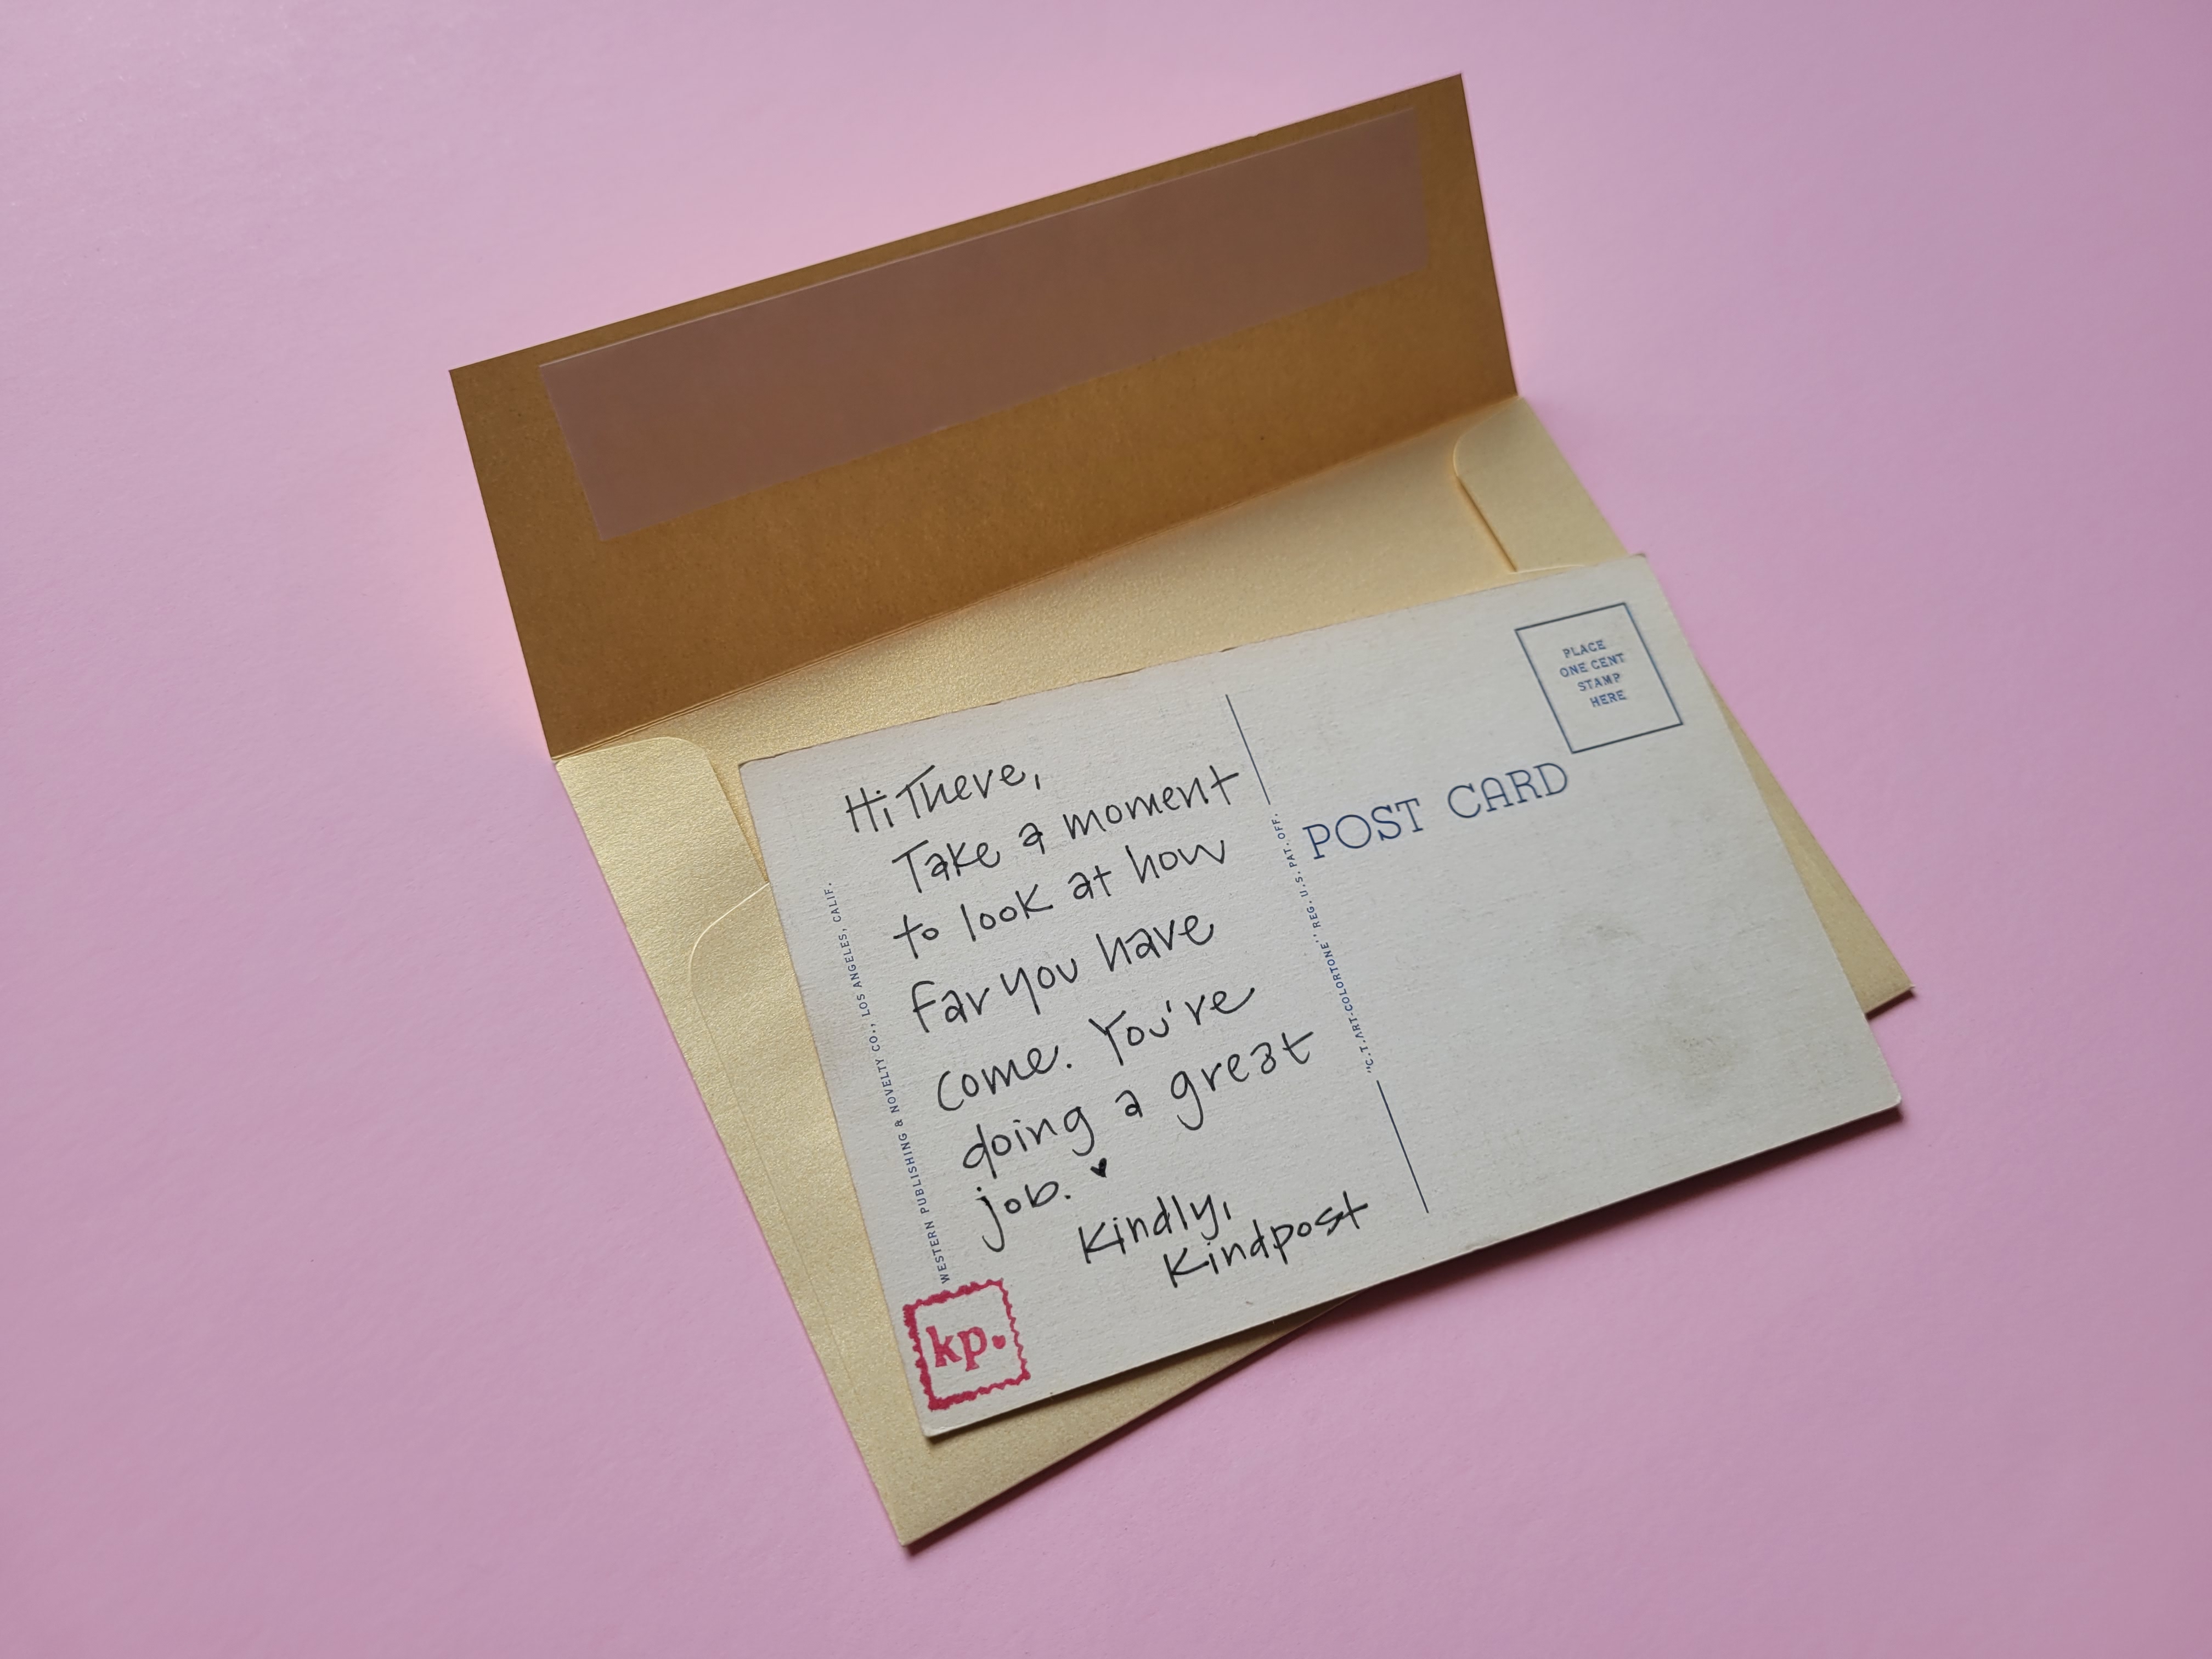 Hi There,
Take a moment
to look at how
far you have
come. You're
doing a great
job. ♥
Kindly,
Kindpost
kp.
WESTERN PUBLISHING & NOVELTY CO., LOS ANGELES, CALIF.
"C.T.ART-COLORTONE" REG. U.S. PAT. OFF.
POST CARD
PLACE
ONE CENT
STAMP
HERE